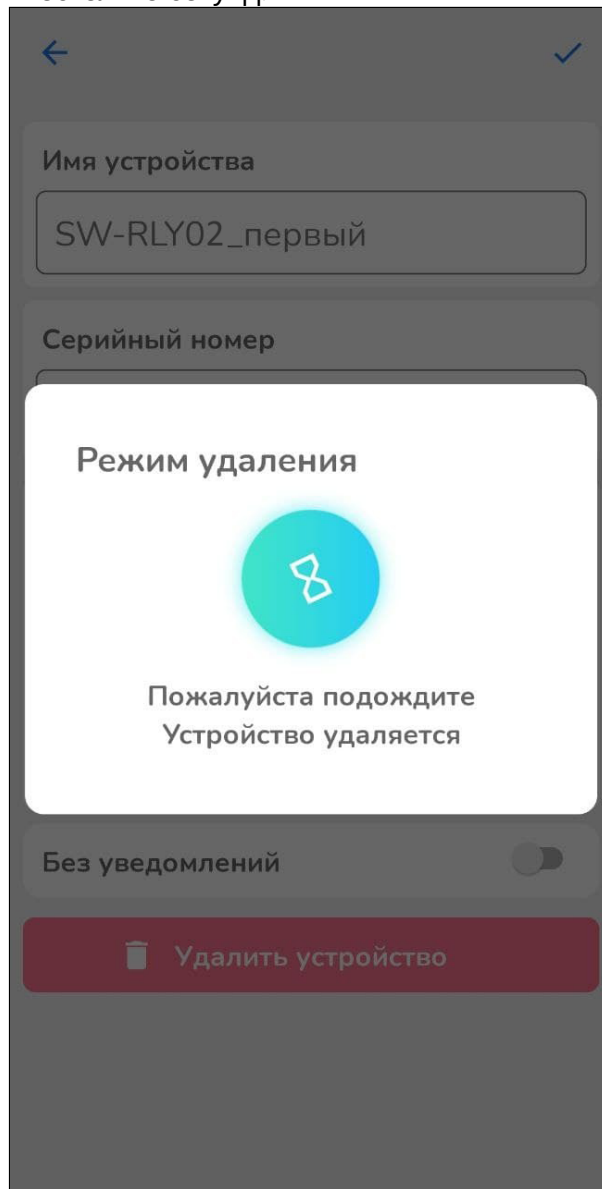 Имя устройства
SW-RLY02_первый
Серийный номер
Режим удаления
Пожалуйста подождите
Устройство удаляется
Без уведомлений
Удалить устройство